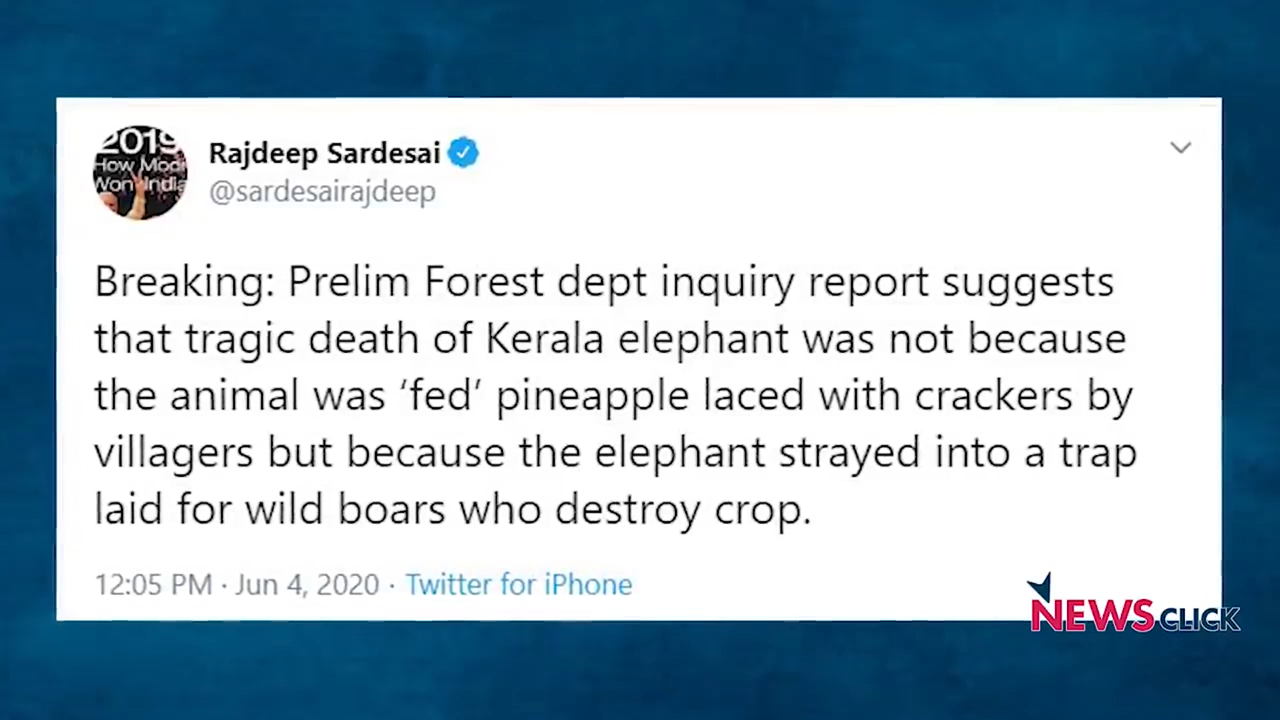 2019
How Modi
Won India
Rajdeep Sardesai
@sardesairajdeep
Breaking: Prelim Forest dept inquiry report suggests
that tragic death of Kerala elephant was not because
the animal was ‘fed’ pineapple laced with crackers by
villagers but because the elephant strayed into a trap
laid for wild boars who destroy crop.
12:05 PM · Jun 4, 2020 · Twitter for iPhone
NEWSCLICK